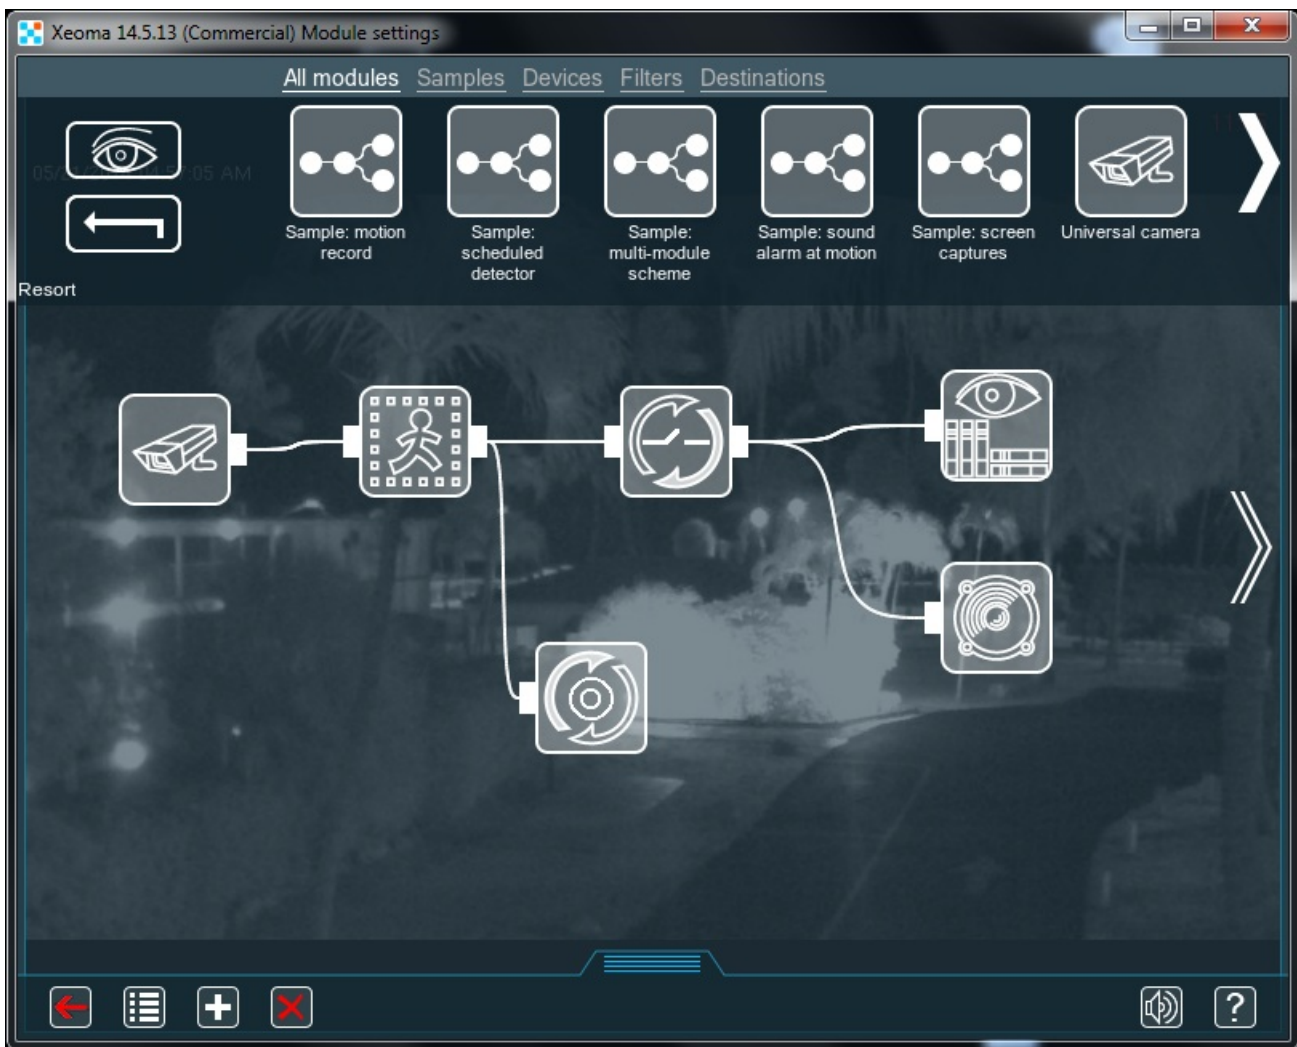 Xeoma 14.5.13 (Commercial) Module settings
All modules Samples Devices Filters Destinations
Sample: motion
record
Sample:
scheduled
detector
Sample:
multi-module
scheme
Sample: sound
alarm at motion
Sample: screen
captures
Universal camera
Resort
?